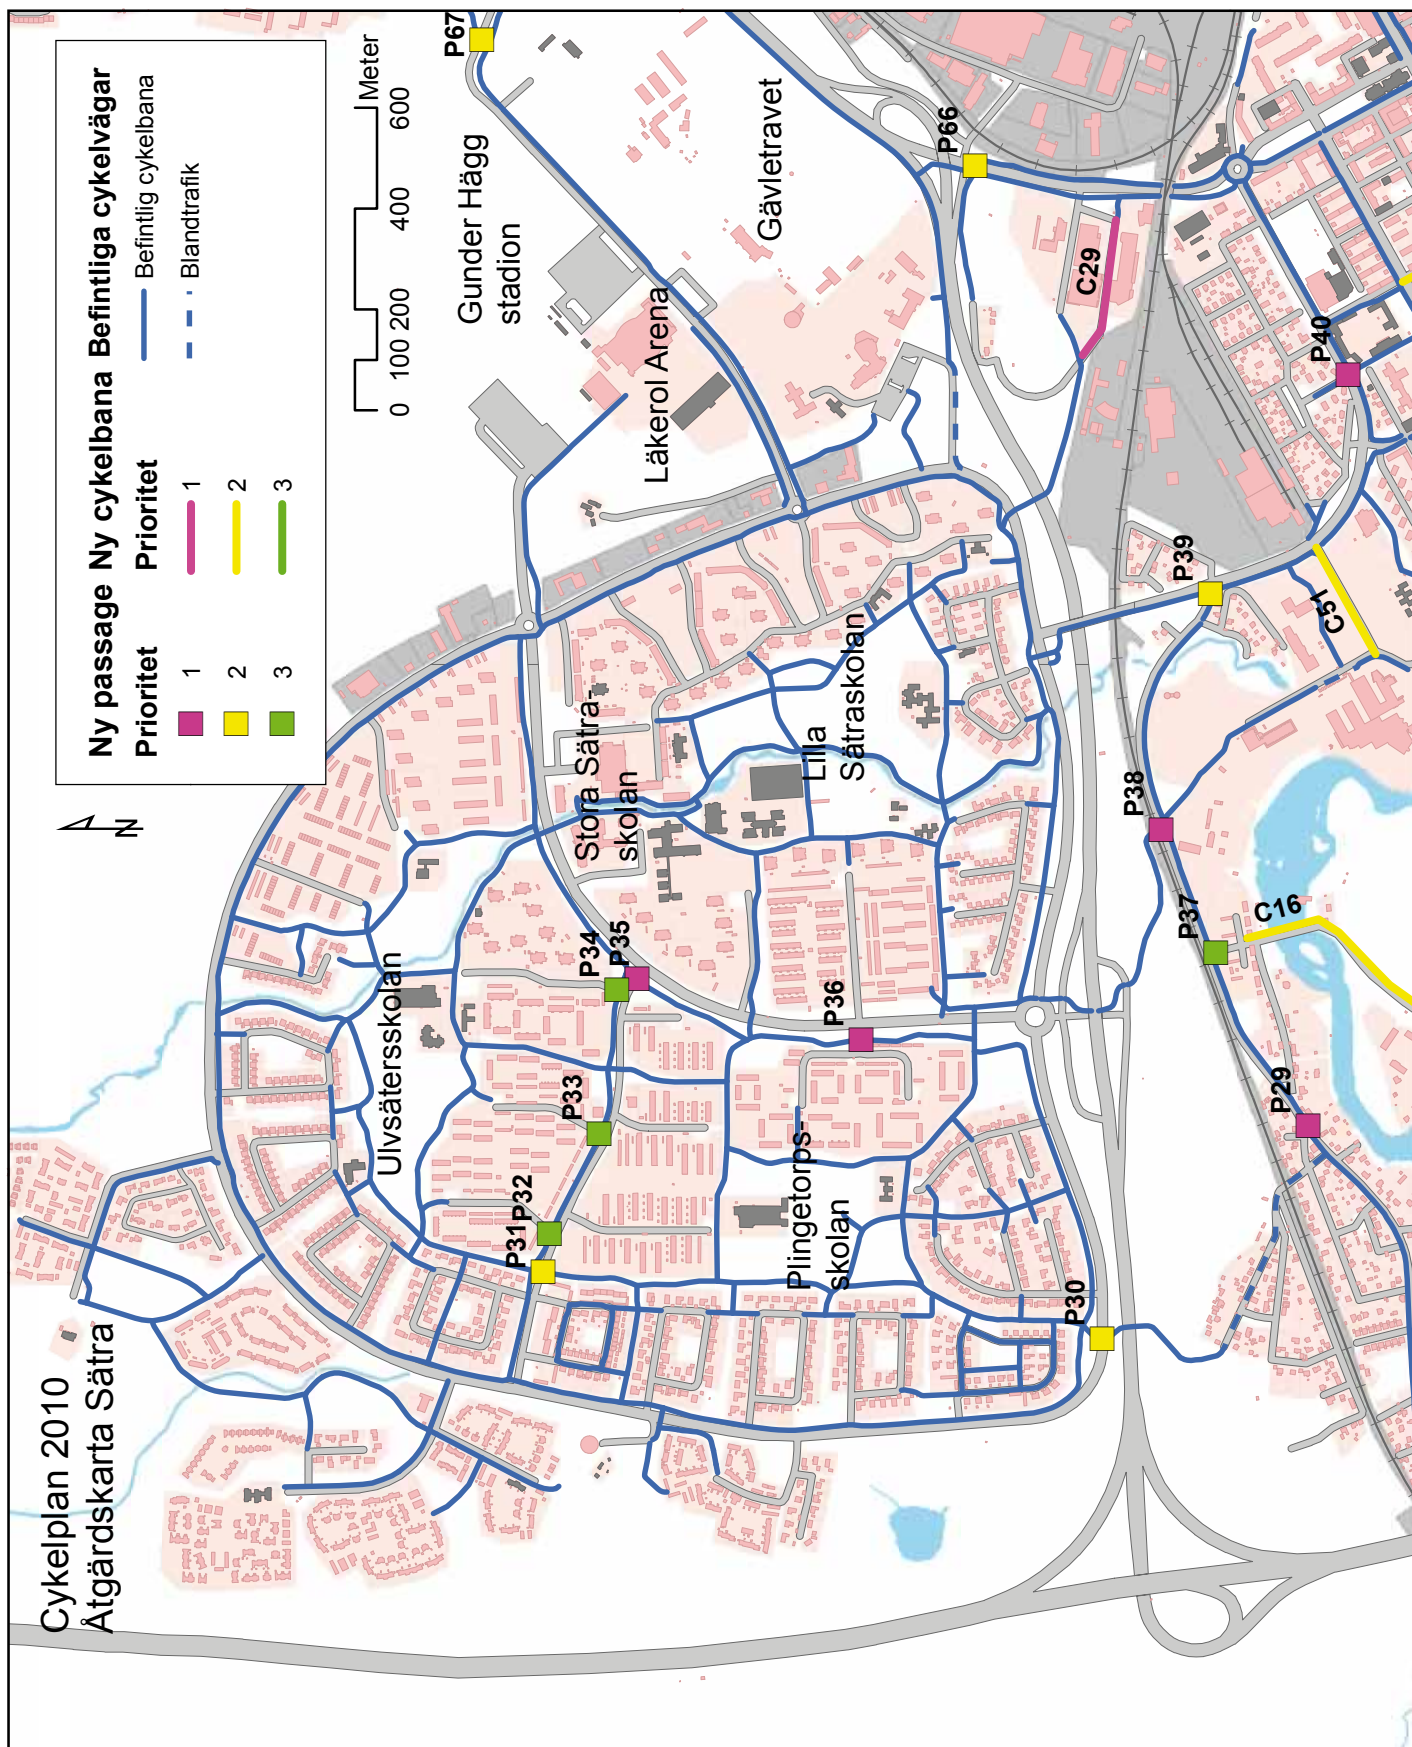 Cykelplan 2010
Åtgärdskarta Sätra
Ny passage Ny cykelbana Befintliga cykelvägar
Prioritet Prioritet
1 1 Befintlig cykelbana
2 2 Blandtrafik
3 3
N
0 100 200 400 600 Meter
P67
Gunder Hägg
stadion
Läkerol Arena
Gävletravet
P66
C29
P40
P39
C51
Stora Sätra-
skolan
Lilla
Sätraskolan
P38
P37
C16
Ulvsätersskolan
P34
P35
P36
P33
P29
P32
P31
Plingetorps-
skolan
P30